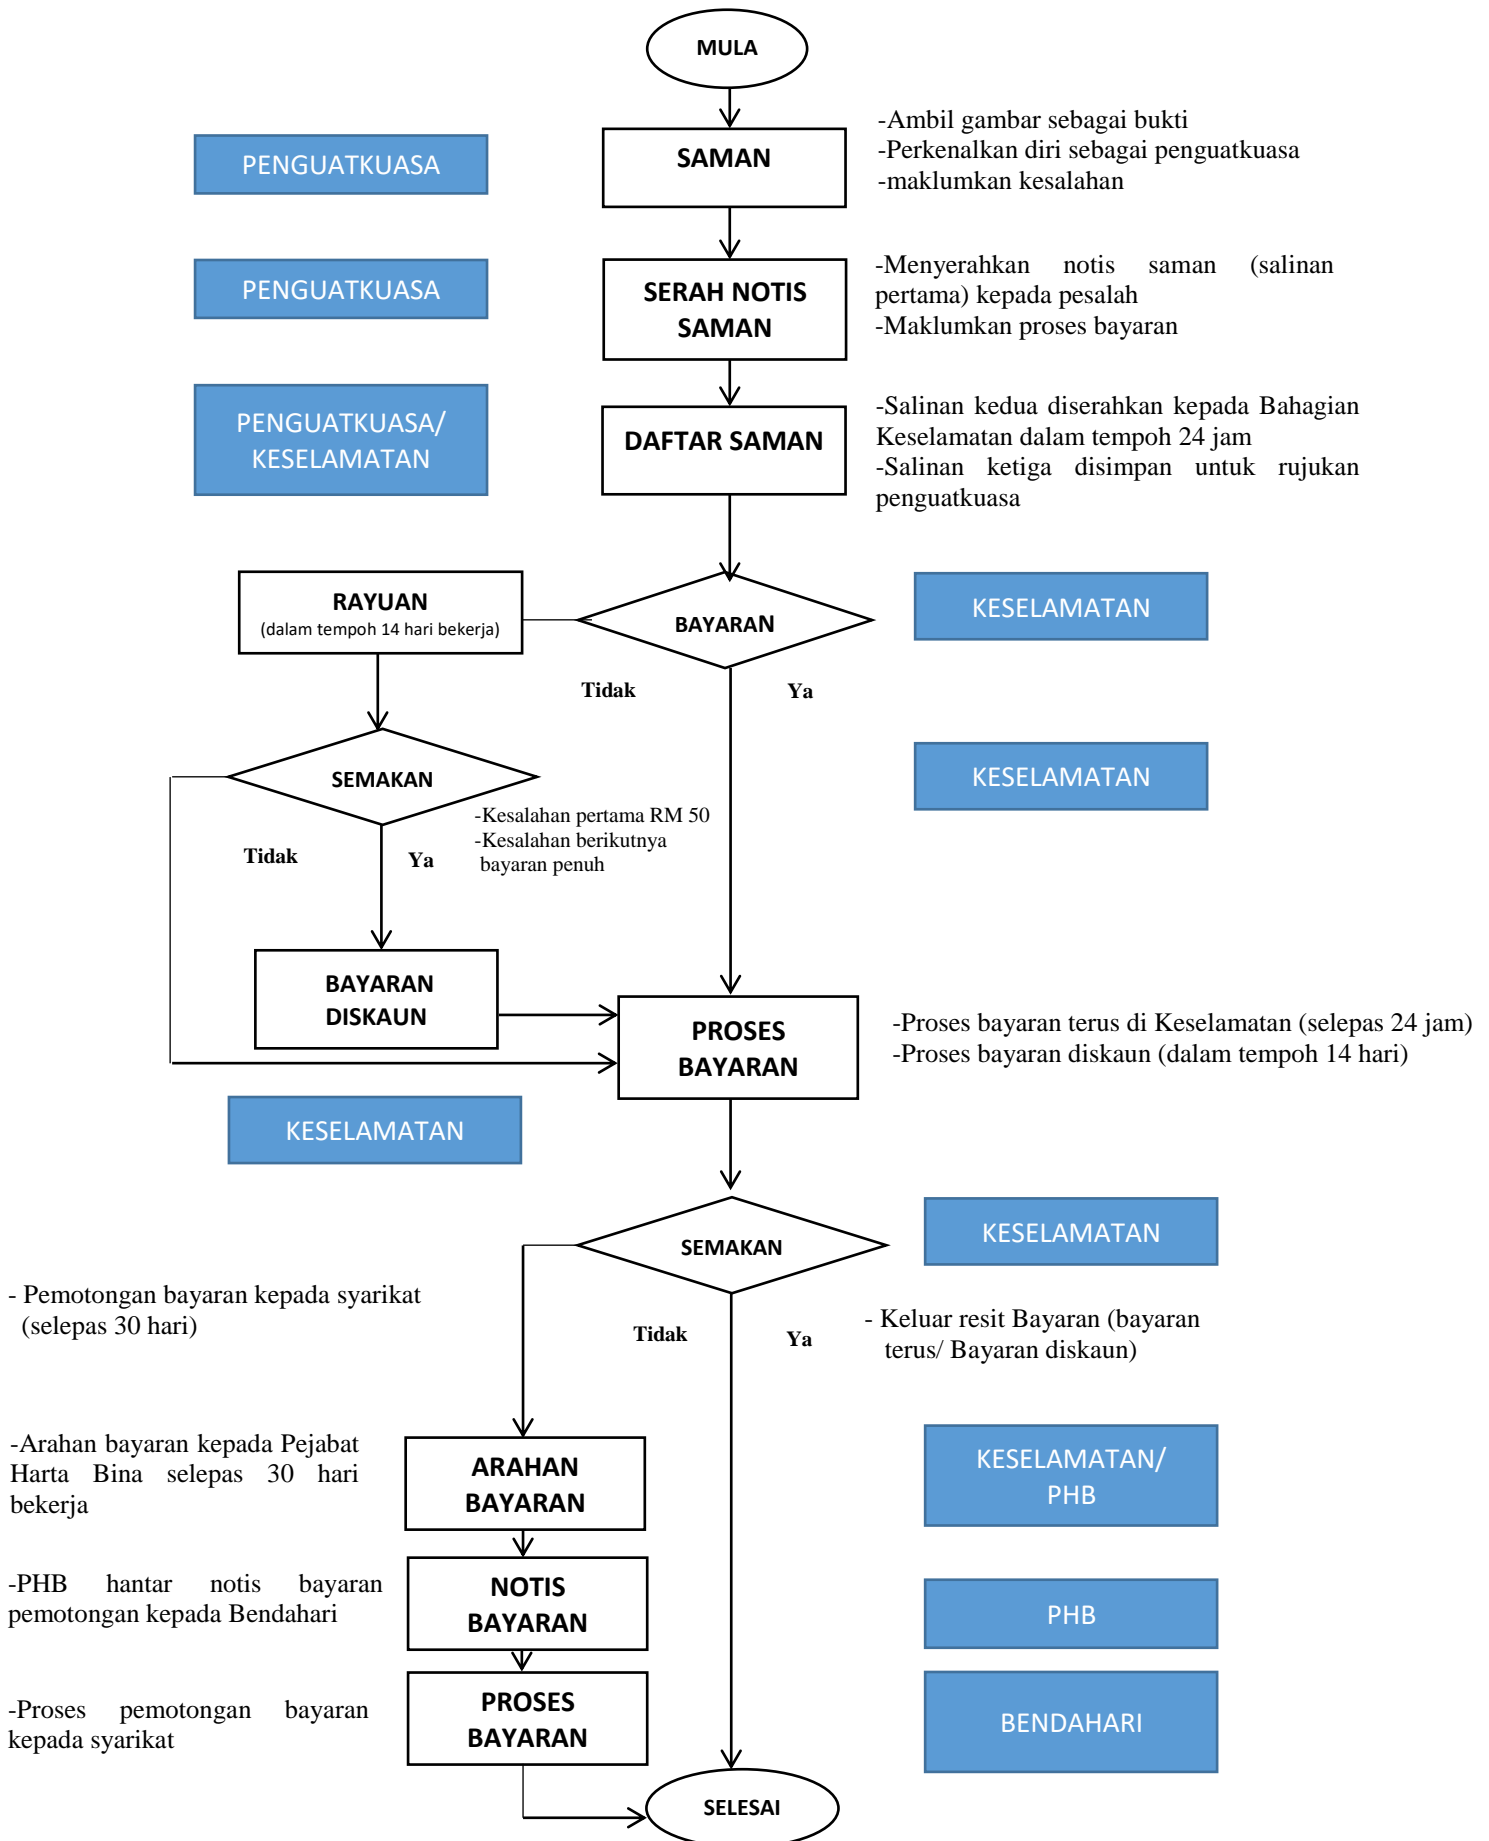 MULA
PENGUATKUASA
SAMAN
-Ambil gambar sebagai bukti
-Perkenalkan diri sebagai penguatkuasa
-maklumkan kesalahan
PENGUATKUASA
SERAH NOTIS
SAMAN
-Menyerahkan notis saman (salinan
pertama) kepada pesalah
-Maklumkan proses bayaran
PENGUATKUASA/
KESELAMATAN
DAFTAR SAMAN
-Salinan kedua diserahkan kepada Bahagian
Keselamatan dalam tempoh 24 jam
-Salinan ketiga disimpan untuk rujukan
penguatkuasa
RAYUAN
(dalam tempoh 14 hari bekerja)
BAYARAN
KESELAMATAN
Tidak
Ya
SEMAKAN
KESELAMATAN
-Kesalahan pertama RM 50
-Kesalahan berikutnya
bayaran penuh
Tidak
Ya
BAYARAN
DISKAUN
PROSES
BAYARAN
-Proses bayaran terus di Keselamatan (selepas 24 jam)
-Proses bayaran diskaun (dalam tempoh 14 hari)
KESELAMATAN
SEMAKAN
KESELAMATAN
- Pemotongan bayaran kepada syarikat
(selepas 30 hari)
Tidak
Ya
- Keluar resit Bayaran (bayaran
terus/ Bayaran diskaun)
-Arahan bayaran kepada Pejabat
Harta Bina selepas 30 hari
bekerja
ARAHAN
BAYARAN
KESELAMATAN/
PHB
-PHB hantar notis bayaran
pemotongan kepada Bendahari
NOTIS
BAYARAN
PHB
-Proses pemotongan bayaran
kepada syarikat
PROSES
BAYARAN
BENDAHARI
SELESAI